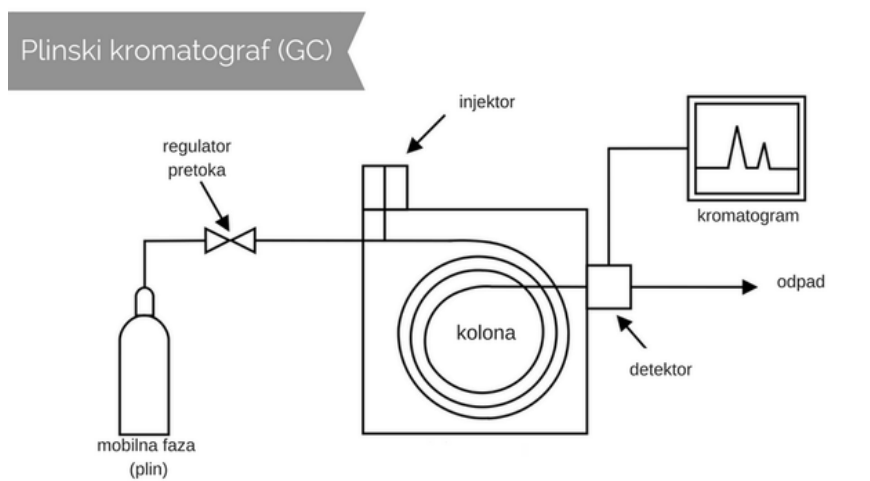 Plinski kromatograf (GC)
injektor
regulator
pretoka
kromatogram
odpad
kolona
detektor
mobilna faza
(plin)